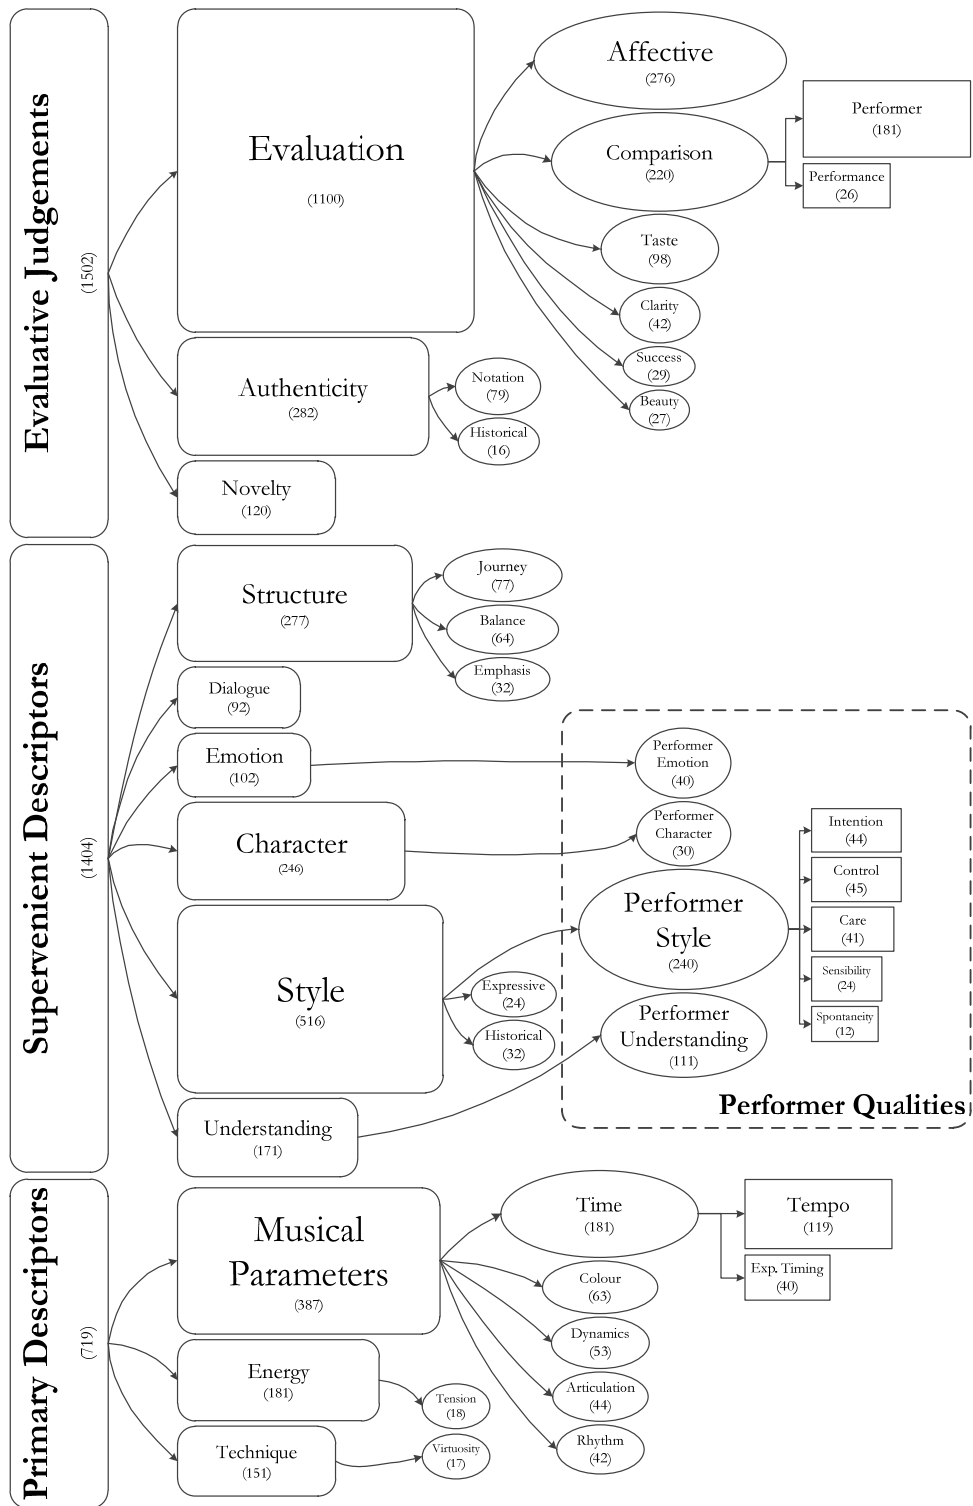 Evaluative Judgements
(1502)
Evaluation
(1100)
Affective
(276)
Comparison
(220)
Performer
(181)
Performance
(26)
Taste
(98)
Clarity
(42)
Success
(29)
Beauty
(27)
Authenticity
(282)
Notation
(79)
Historical
(16)
Novelty
(120)
Supervenient Descriptors
(1404)
Structure
(277)
Journey
(77)
Balance
(64)
Emphasis
(32)
Dialogue
(92)
Emotion
(102)
Performer
Emotion
(40)
Character
(246)
Performer
Character
(30)
Style
(516)
Performer
Style
(240)
Intention
(44)
Control
(45)
Care
(41)
Sensibility
(24)
Spontaneity
(12)
Expressive
(24)
Historical
(32)
Understanding
(171)
Performer
Understanding
(111)
Performer Qualities
Primary Descriptors
(719)
Musical
Parameters
(387)
Time
(181)
Tempo
(119)
Exp. Timing
(40)
Colour
(63)
Dynamics
(53)
Articulation
(44)
Rhythm
(42)
Energy
(181)
Tension
(18)
Technique
(151)
Virtuosity
(17)